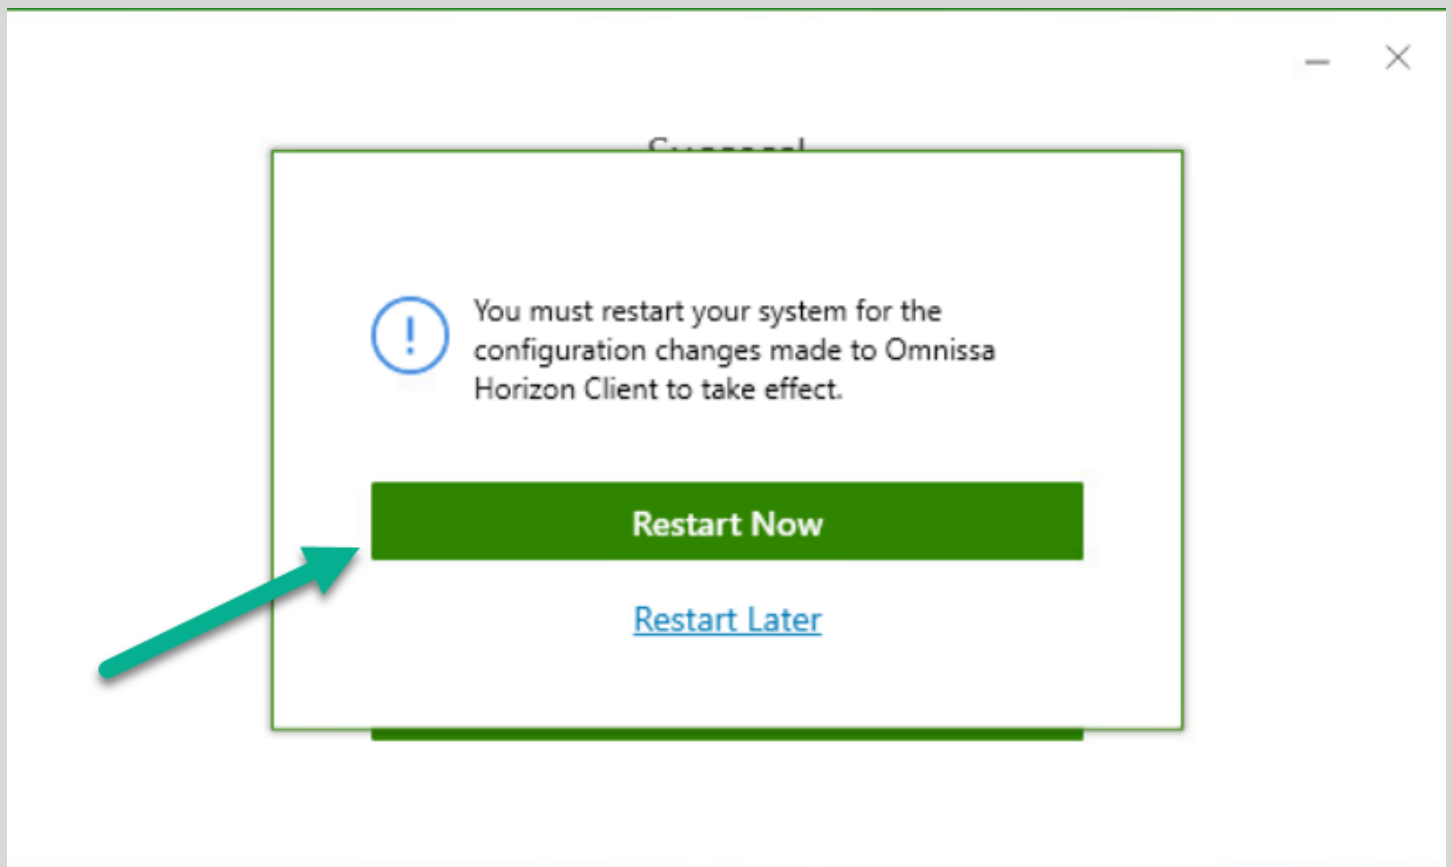 You must restart your system for the
configuration changes made to Omnissa
Horizon Client to take effect.
Restart Now
Restart Later